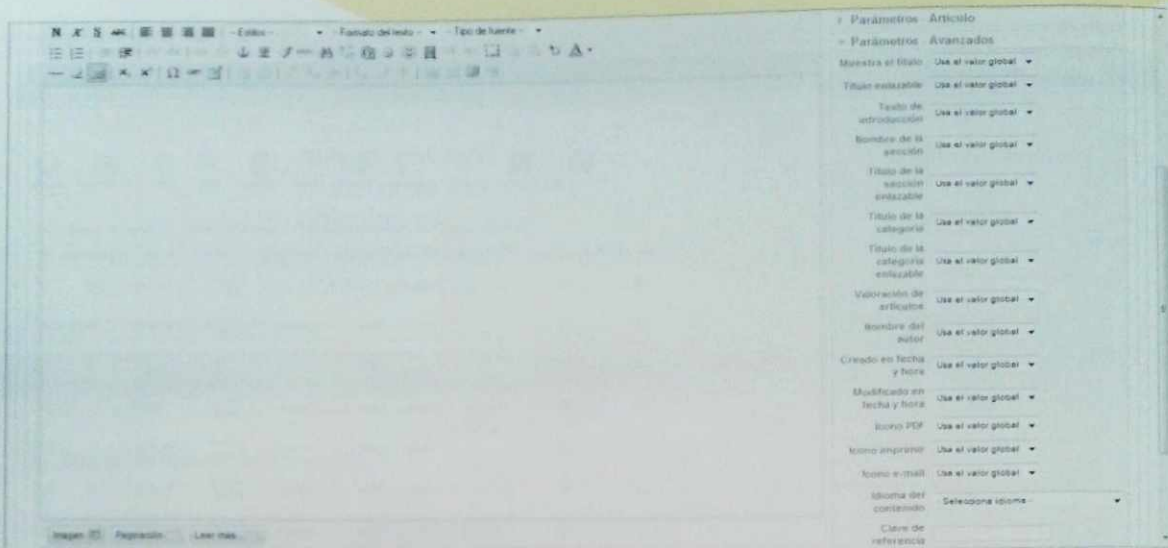 N K S ABC - Estilos - - Formato del texto - - Tipo de fuente -
Imagen Paginación Leer más...
Parámetros - Artículo
Parámetros - Avanzados
Muestra el título Usa el valor global
Título enlazable Usa el valor global
Texto de
introducción Usa el valor global
Nombre de la
sección Usa el valor global
Título de la
sección
enlazable Usa el valor global
Título de la
categoría Usa el valor global
Título de la
categoría
enlazable Usa el valor global
Valoración de
artículos Usa el valor global
Nombre del
autor Usa el valor global
Creado en fecha
y hora Usa el valor global
Modificado en
fecha y hora Usa el valor global
Icono PDF Usa el valor global
Icono imprimir Usa el valor global
Icono e-mail Usa el valor global
Idioma del
contenido - Selecciona idioma -
Clave de
referencia